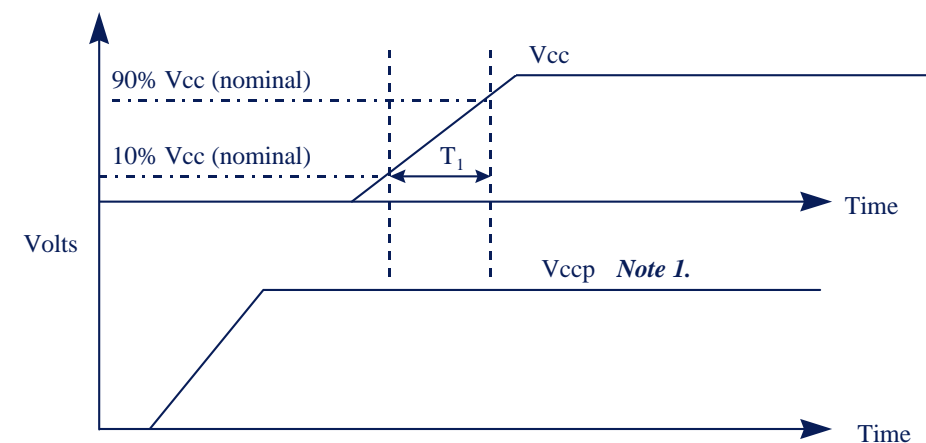 Vcc
90% Vcc (nominal)
10% Vcc (nominal)
T1
Time
Volts
Vccp Note 1.
Time